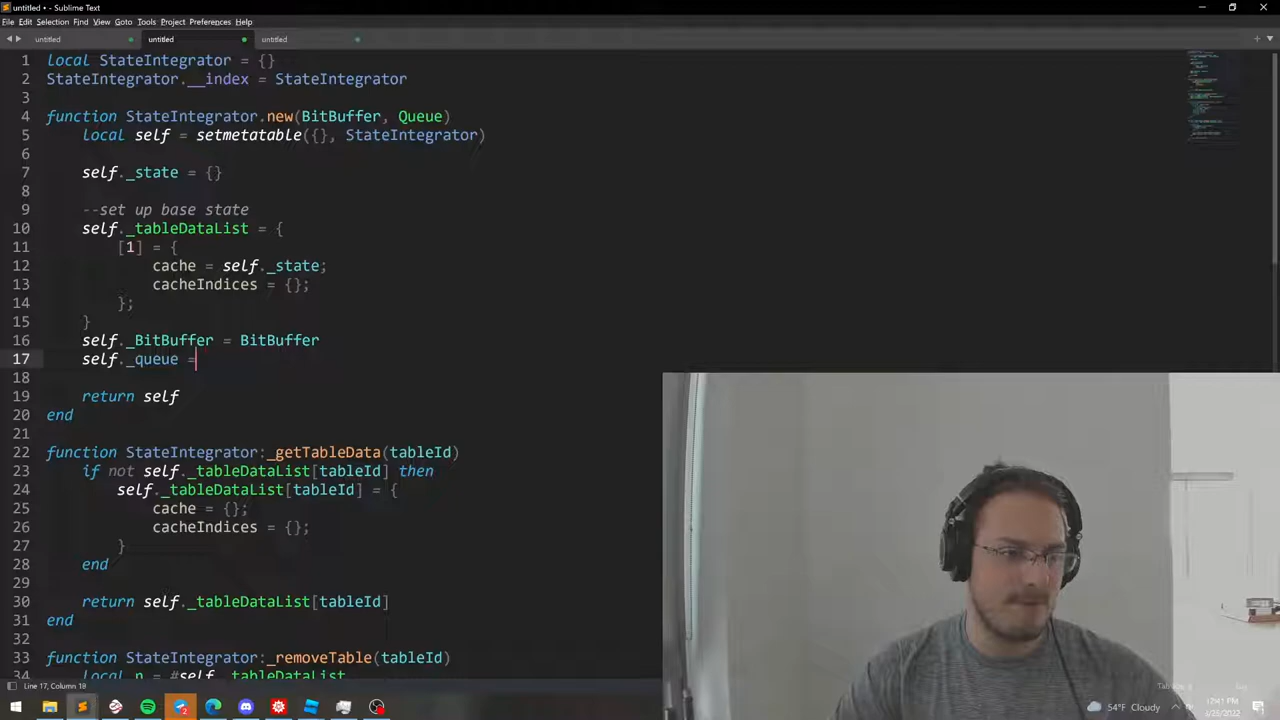 untitled • - Sublime Text
File Edit Selection Find View Goto Tools Project Preferences Help
untitled untitled untitled
1 local StateIntegrator = {}
2 StateIntegrator.__index = StateIntegrator
3
4 function StateIntegrator.new(BitBuffer, Queue)
5 local self = setmetatable({}, StateIntegrator)
6
7 self._state = {}
8
9 --set up base state
10 self._tableDataList = {
11 [1] = {
12 cache = self._state;
13 cacheIndices = {};
14 };
15 }
16 self._BitBuffer = BitBuffer
17 self._queue =
18
19 return self
20 end
21
22 function StateIntegrator:_getTableData(tableId)
23 if not self._tableDataList[tableId] then
24 self._tableDataList[tableId] = {
25 cache = {};
26 cacheIndices = {};
27 }
28 end
29
30 return self._tableDataList[tableId]
31 end
32
33 function StateIntegrator:_removeTable(tableId)
34 local n = #self._tableDataList
Line 17, Column 18
54°F Cloudy